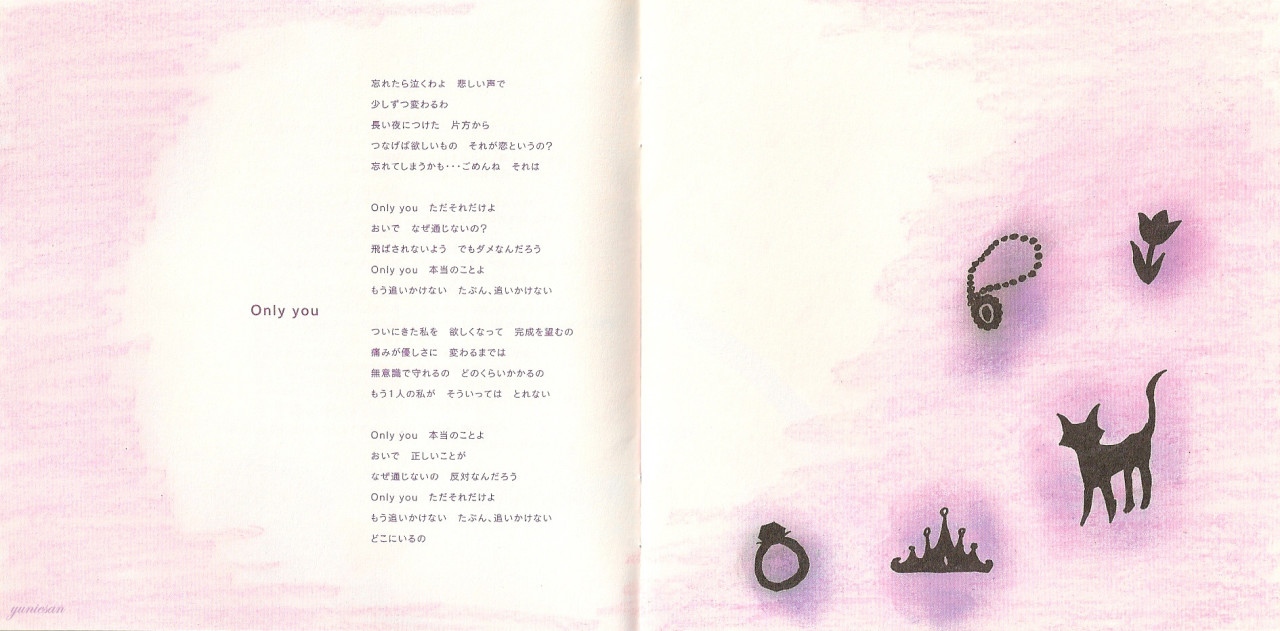 Only you
忘れたら泣くわよ　悲しい声で
少しずつ変わるわ
長い夜につけた　片方から
つなげば欲しいもの　それが恋というの？
忘れてしまうかも・・・ごめんね　それは
Only you　ただそれだけよ
おいで　なぜ通じないの？
飛ばされないよう　でもダメなんだろう
Only you　本当のことよ
もう追いかけない　たぶん、追いかけない
ついにきた私を　欲しくなって　完成を望むの
痛みが優しさに　変わるまでは
無意識で守れるの　どのくらいかかるの
もう1人の私が　そういっては　とれない
Only you　本当のことよ
おいで　正しいことが
なぜ通じないの　反対なんだろう
Only you　ただそれだけよ
もう追いかけない　たぶん、追いかけない
どこにいるの
yuniesan